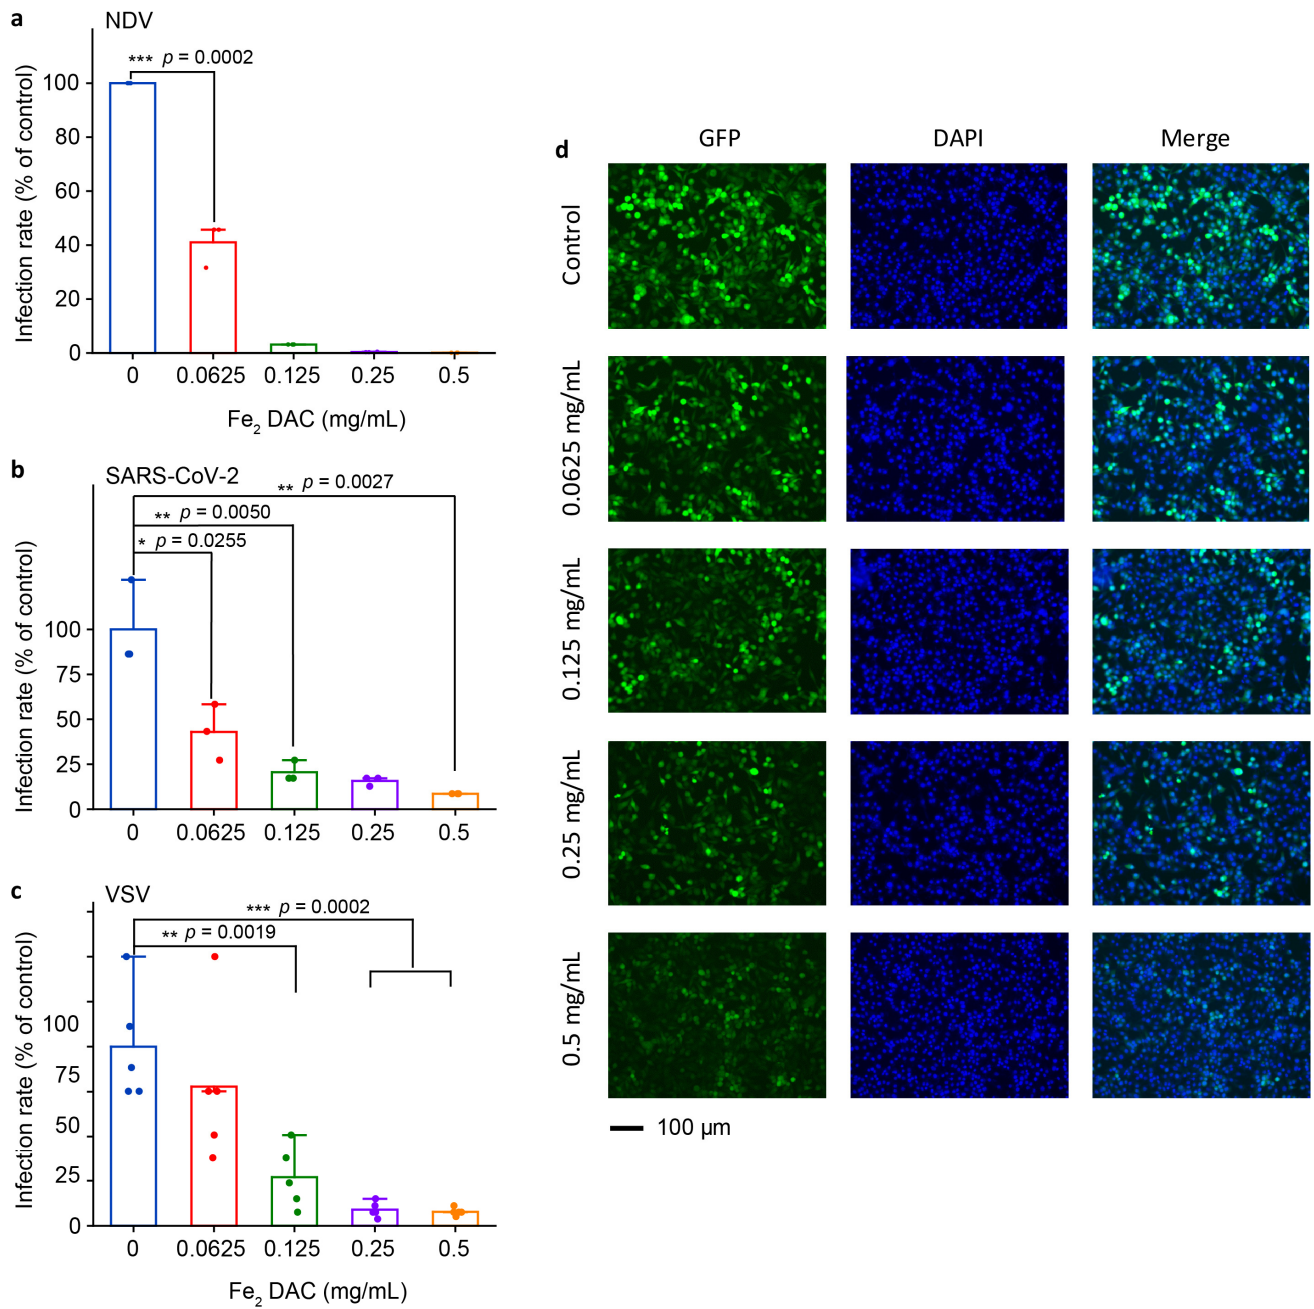 a
NDV
*** p = 0.0002
Infection rate (% of control)
100
80
60
40
20
0
0 0.0625 0.125 0.25 0.5
Fe2 DAC (mg/mL)
b
SARS-CoV-2
** p = 0.0027
** p = 0.0050
* p = 0.0255
Infection rate (% of control)
100
75
50
25
0
0 0.0625 0.125 0.25 0.5
c
VSV
*** p = 0.0002
** p = 0.0019
Infection rate (% of control)
100
75
50
25
0
0 0.0625 0.125 0.25 0.5
Fe2 DAC (mg/mL)
d
GFP DAPI Merge
Control
0.0625 mg/mL
0.125 mg/mL
0.25 mg/mL
0.5 mg/mL
100 µm